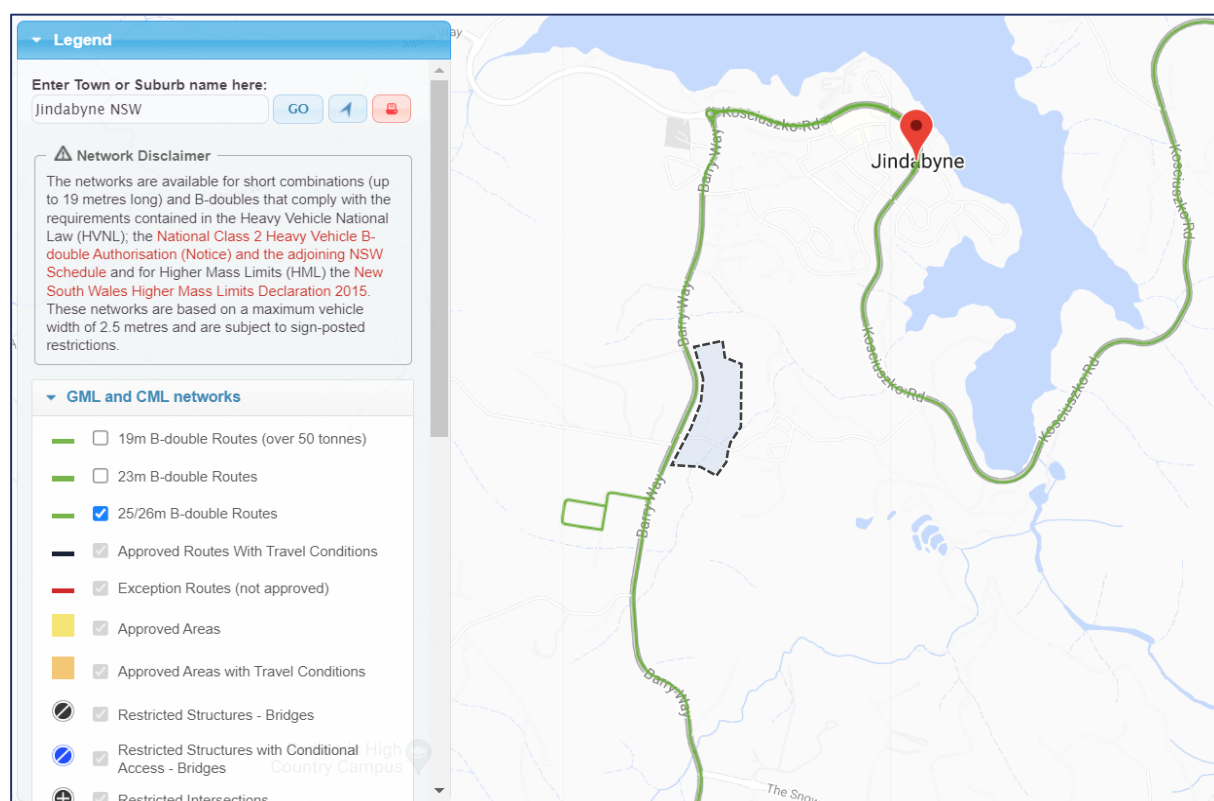 Legend
Enter Town or Suburb name here:
Jindabyne NSW
GO
Network Disclaimer
The networks are available for short combinations (up
to 19 metres long) and B-doubles that comply with the
requirements contained in the Heavy Vehicle National
Law (HVNL); the National Class 2 Heavy Vehicle B-
double Authorisation (Notice) and the adjoining NSW
Schedule and for Higher Mass Limits (HML) the New
South Wales Higher Mass Limits Declaration 2015.
These networks are based on a maximum vehicle
width of 2.5 metres and are subject to sign-posted
restrictions.
GML and CML networks
19m B-double Routes (over 50 tonnes)
23m B-double Routes
25/26m B-double Routes
Approved Routes With Travel Conditions
Exception Routes (not approved)
Approved Areas
Approved Areas with Travel Conditions
Restricted Structures - Bridges
Restricted Structures with Conditional
Access - Bridges
Restricted Intersections
High
Country Campus
Alpine Way
Kosciuszko Rd
Jindabyne
Barry Way
Kosciuszko Rd
Barry Way
Kosciuszko Rd
Kosciuszko Rd
Barry Way
Barry Way
The Snow